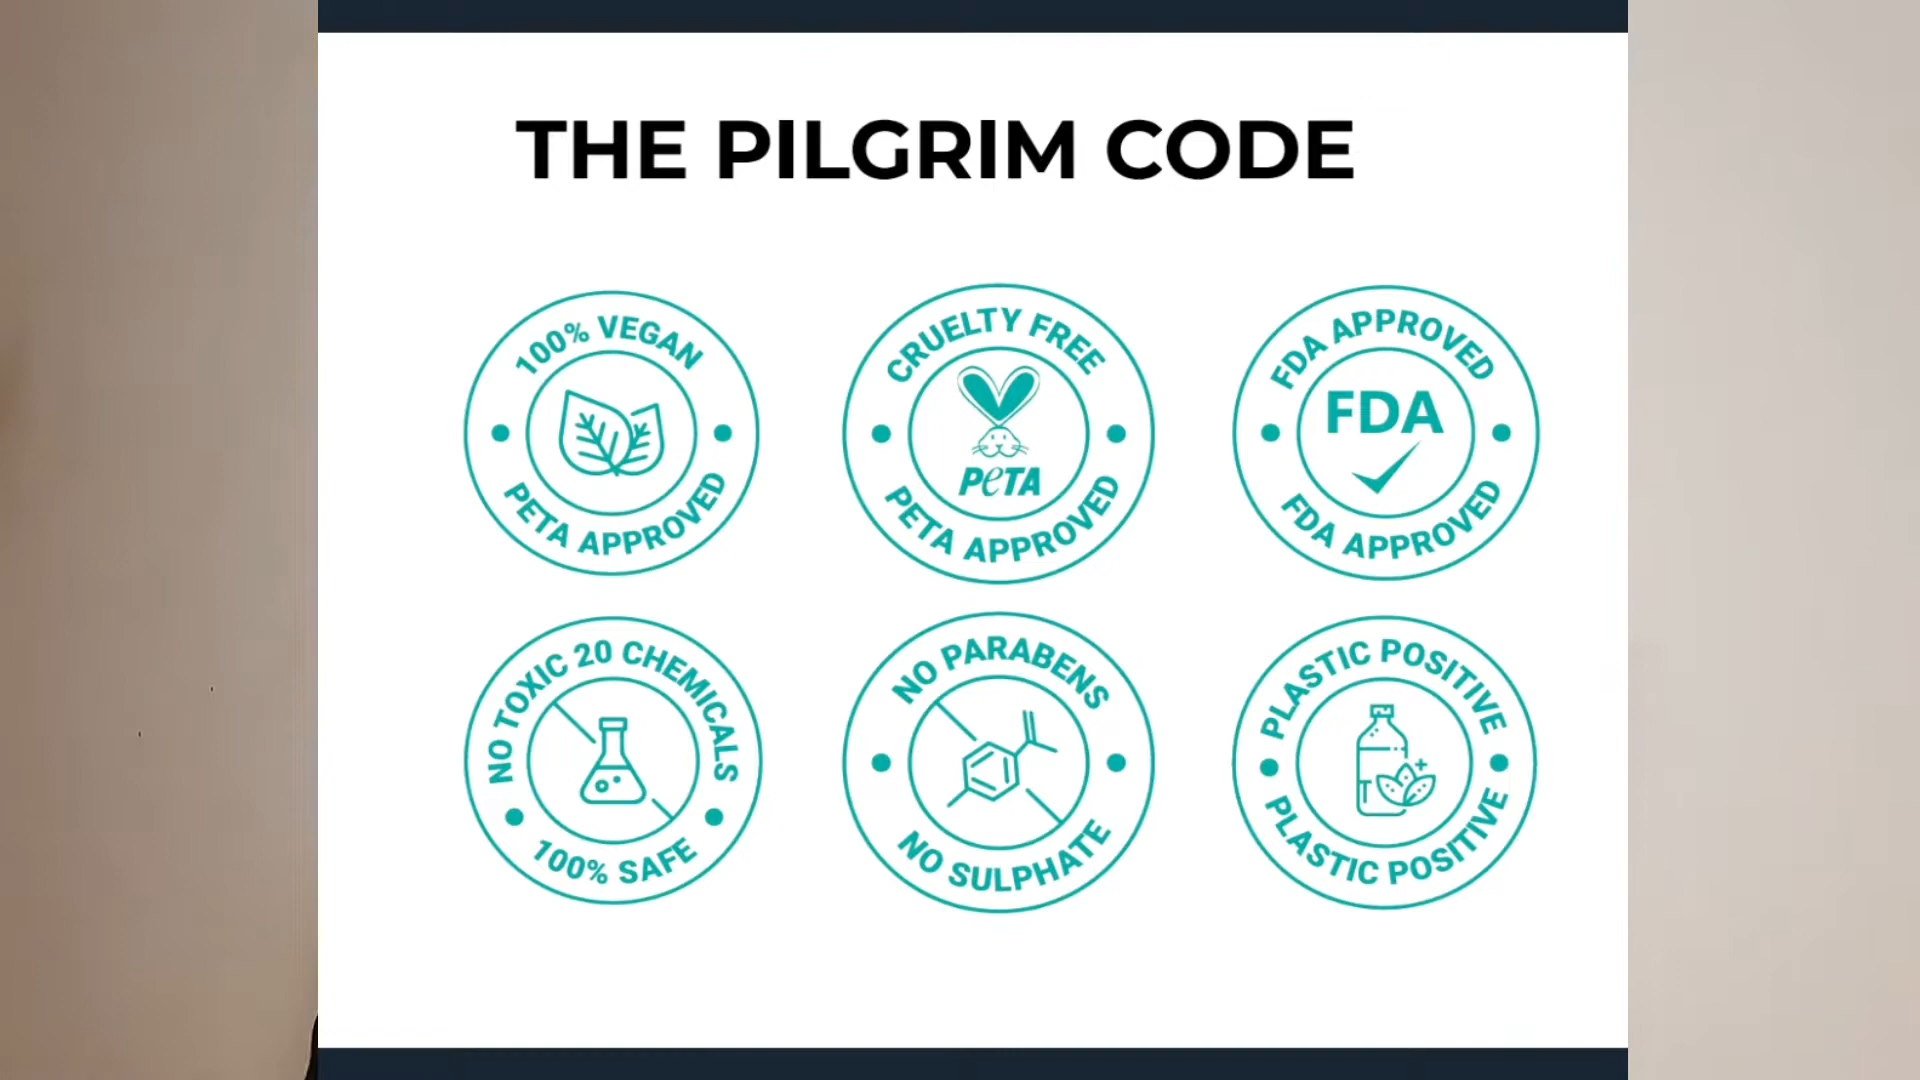 THE PILGRIM CODE
100% VEGAN
PETA APPROVED
CRUELTY FREE
PeTA
PETA APPROVED
FDA APPROVED
FDA
FDA APPROVED
NO TOXIC 20 CHEMICALS
100% SAFE
NO PARABENS
NO SULPHATE
PLASTIC POSITIVE
PLASTIC POSITIVE